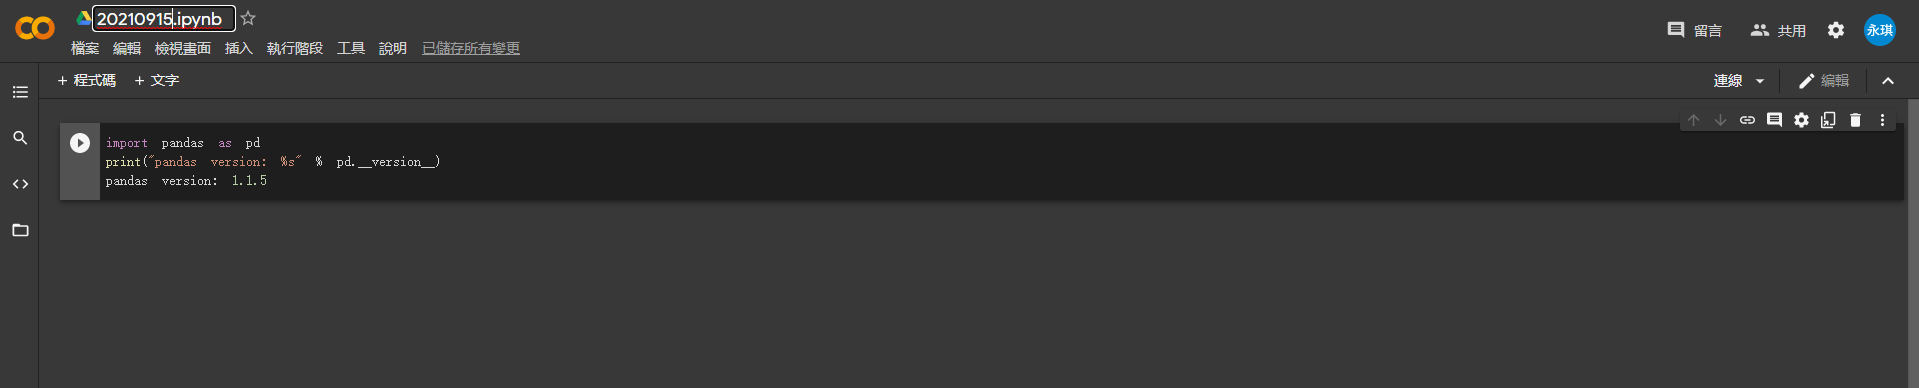 20210915.ipynb
檔案 編輯 檢視畫面 插入 執行階段 工具 說明 已儲存所有變更
留言 共用 永琪
+ 程式碼 + 文字
連線 編輯
import pandas as pd
print("pandas version: %s" % pd.__version__)
pandas version: 1.1.5